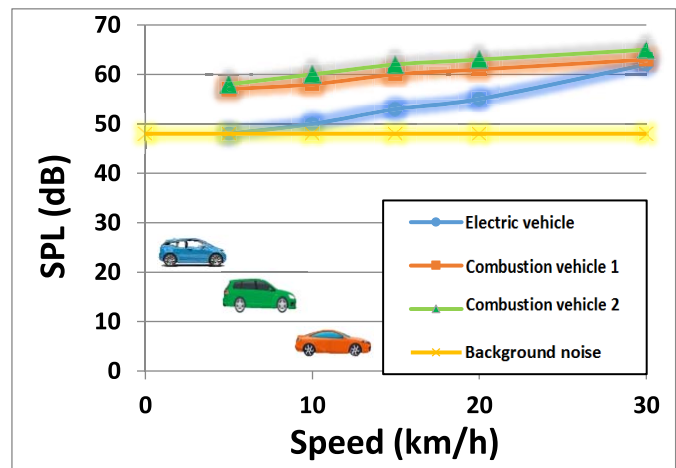 70
60
50
40
30
20
10
0
SPL (dB)
0 10 20 30
Speed (km/h)
Electric vehicle
Combustion vehicle 1
Combustion vehicle 2
Background noise